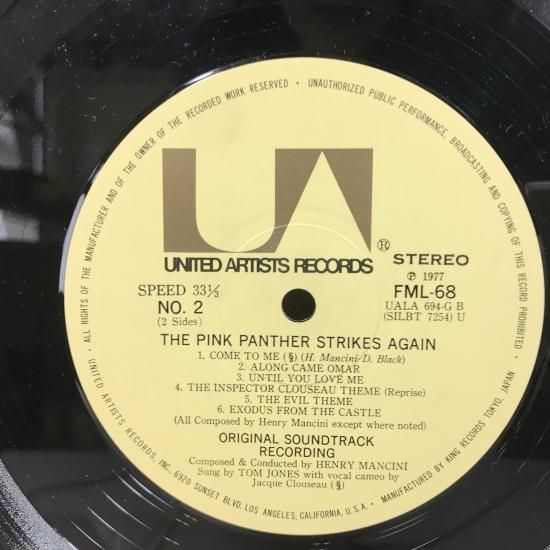 • ALL RIGHTS OF THE MANUFACTURER AND OF THE OWNER OF THE RECORDED WORK RESERVED • UNAUTHORIZED PUBLIC PERFORMANCE, BROADCASTING AND COPYING OF THIS RECORD PROHIBITED •
UA ®
UNITED ARTISTS RECORDS
STEREO
℗ 1977
SPEED 33⅓
FML-68
NO. 2
UALA 694-G B
(2 Sides)
(SILBT 7254) U
THE PINK PANTHER STRIKES AGAIN
1. COME TO ME (§) (H. Mancini/D. Black)
2. ALONG CAME OMAR
3. UNTIL YOU LOVE ME
4. THE INSPECTOR CLOUSEAU THEME (Reprise)
5. THE EVIL THEME
6. EXODUS FROM THE CASTLE
(All Composed by Henry Mancini except where noted)
ORIGINAL SOUNDTRACK
RECORDING
Composed & Conducted by HENRY MANCINI
Sung by TOM JONES with vocal cameo by
Jacque Clouseau (§)
UNITED ARTISTS RECORDS, INC. 6920 SUNSET BLVD, LOS ANGELES, CALIFORNIA, U.S.A. • MANUFACTURED BY KING RECORDS TOKYO, JAPAN